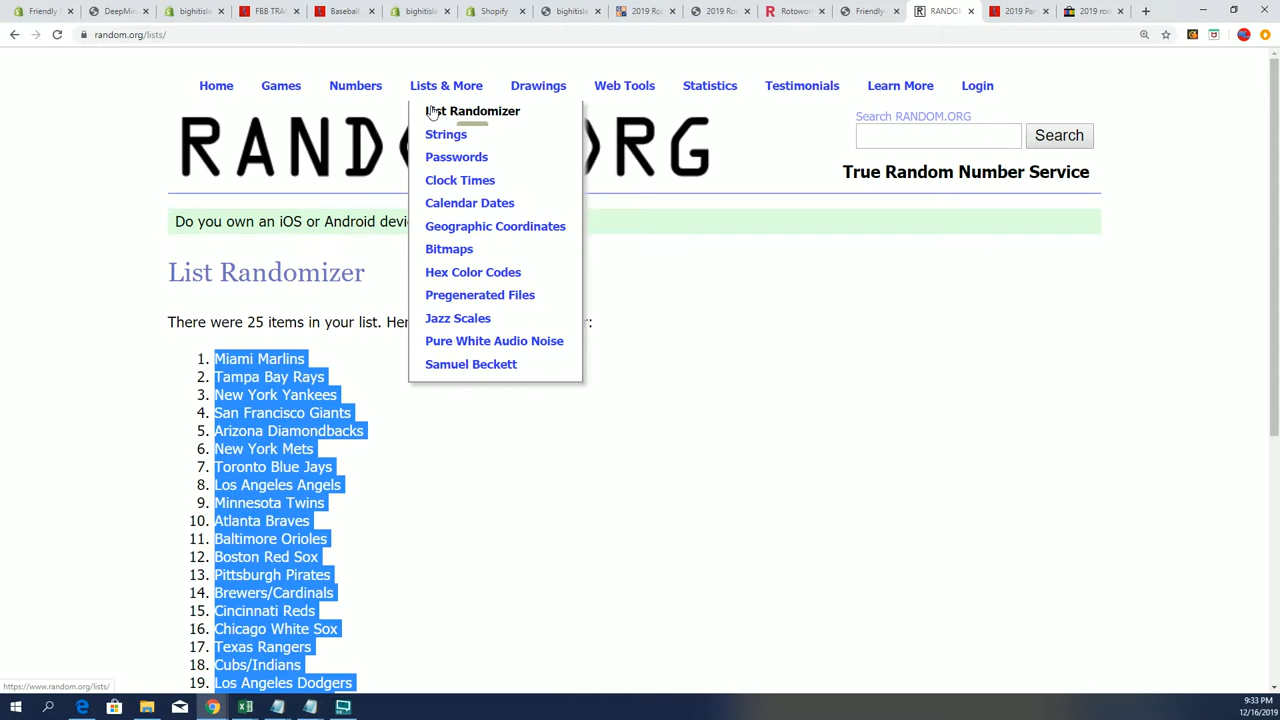 Friendly
DeepMin
bighitisla
FBB TRA
Baseball
bighitisla
Shopify
bighitisla
2019 Ro
2019 Ro
Rotowor
Friendly-
RANDO
2019 Pa
2019 roo
random.org/lists/
Home Games Numbers Lists & More Drawings Web Tools Statistics Testimonials Learn More Login
List Randomizer
Strings
Passwords
Clock Times
Calendar Dates
Geographic Coordinates
Bitmaps
Hex Color Codes
Pregenerated Files
Jazz Scales
Pure White Audio Noise
Samuel Beckett
Search RANDOM.ORG
Search
True Random Number Service
Do you own an iOS or Android devi
List Randomizer
There were 25 items in your list. Her
1. Miami Marlins
2. Tampa Bay Rays
3. New York Yankees
4. San Francisco Giants
5. Arizona Diamondbacks
6. New York Mets
7. Toronto Blue Jays
8. Los Angeles Angels
9. Minnesota Twins
10. Atlanta Braves
11. Baltimore Orioles
12. Boston Red Sox
13. Pittsburgh Pirates
14. Brewers/Cardinals
15. Cincinnati Reds
16. Chicago White Sox
17. Texas Rangers
18. Cubs/Indians
19. Los Angeles Dodgers
https://www.random.org/lists/
9:33 PM
12/16/2019